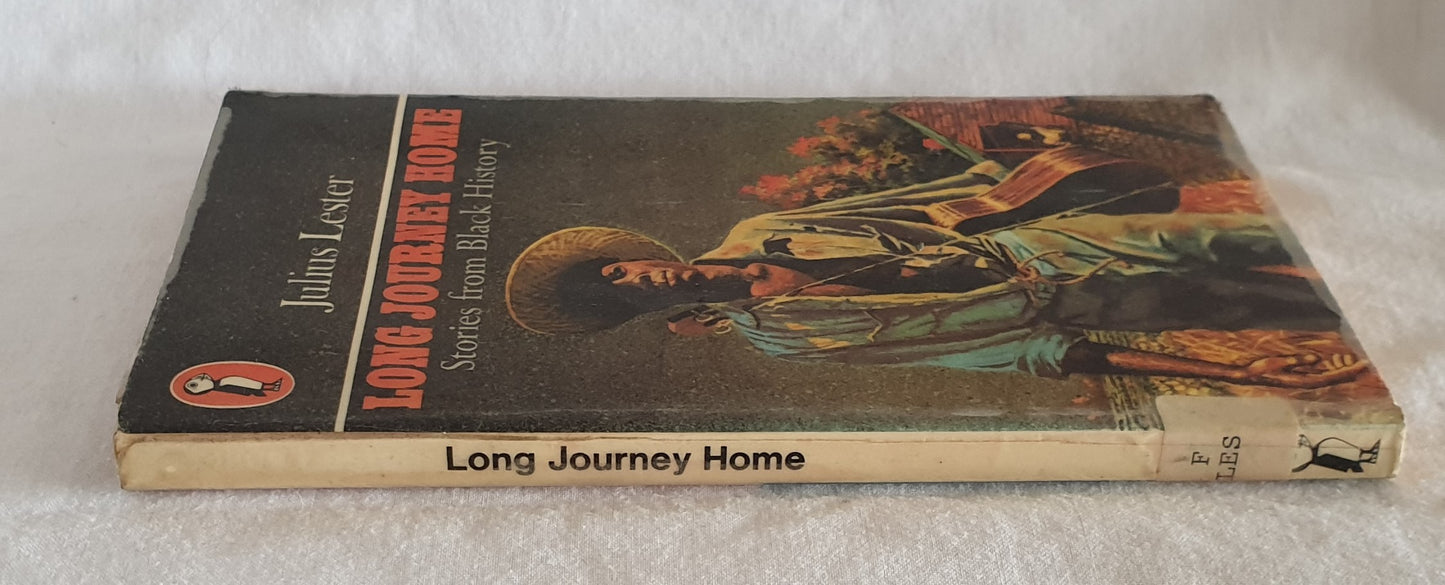 Julius Lester
LONG JOURNEY HOME
Stories from Black History
Long Journey Home
F
LES